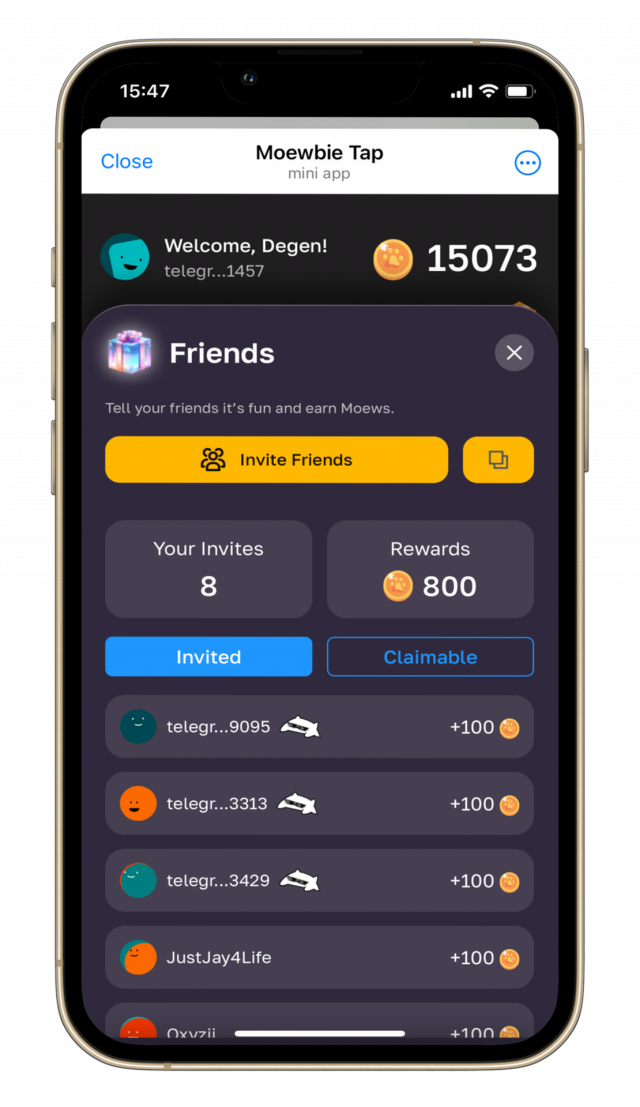 15:47
Close
Moewbie Tap
mini app
Welcome, Degen!
telegr...1457
15073
Friends
Tell your friends it's fun and earn Moews.
Invite Friends
Your Invites
8
Rewards
800
Invited
Claimable
telegr...9095
+100
telegr...3313
+100
telegr...3429
+100
JustJay4Life
+100
+100